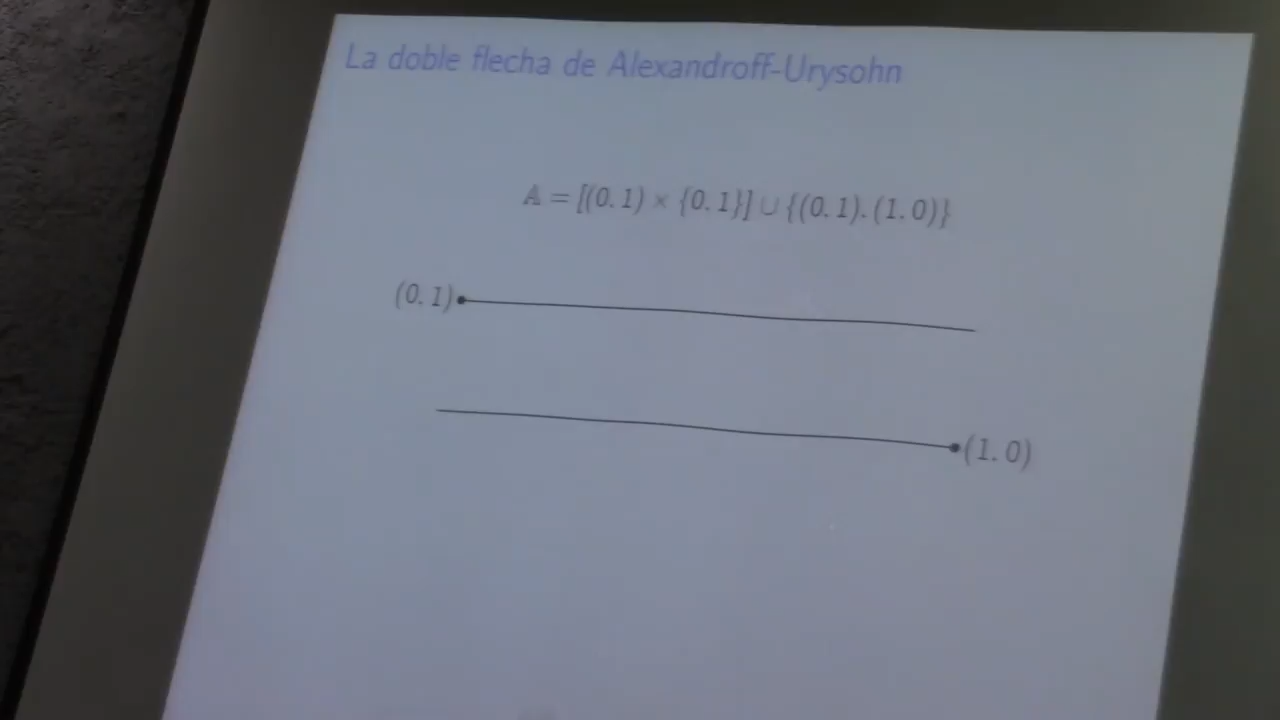 La doble flecha de Alexandroff-Urysohn
𝔸 = [(0, 1) × {0, 1}] ∪ {(0, 1), (1, 0)}
(0, 1)
(1, 0)